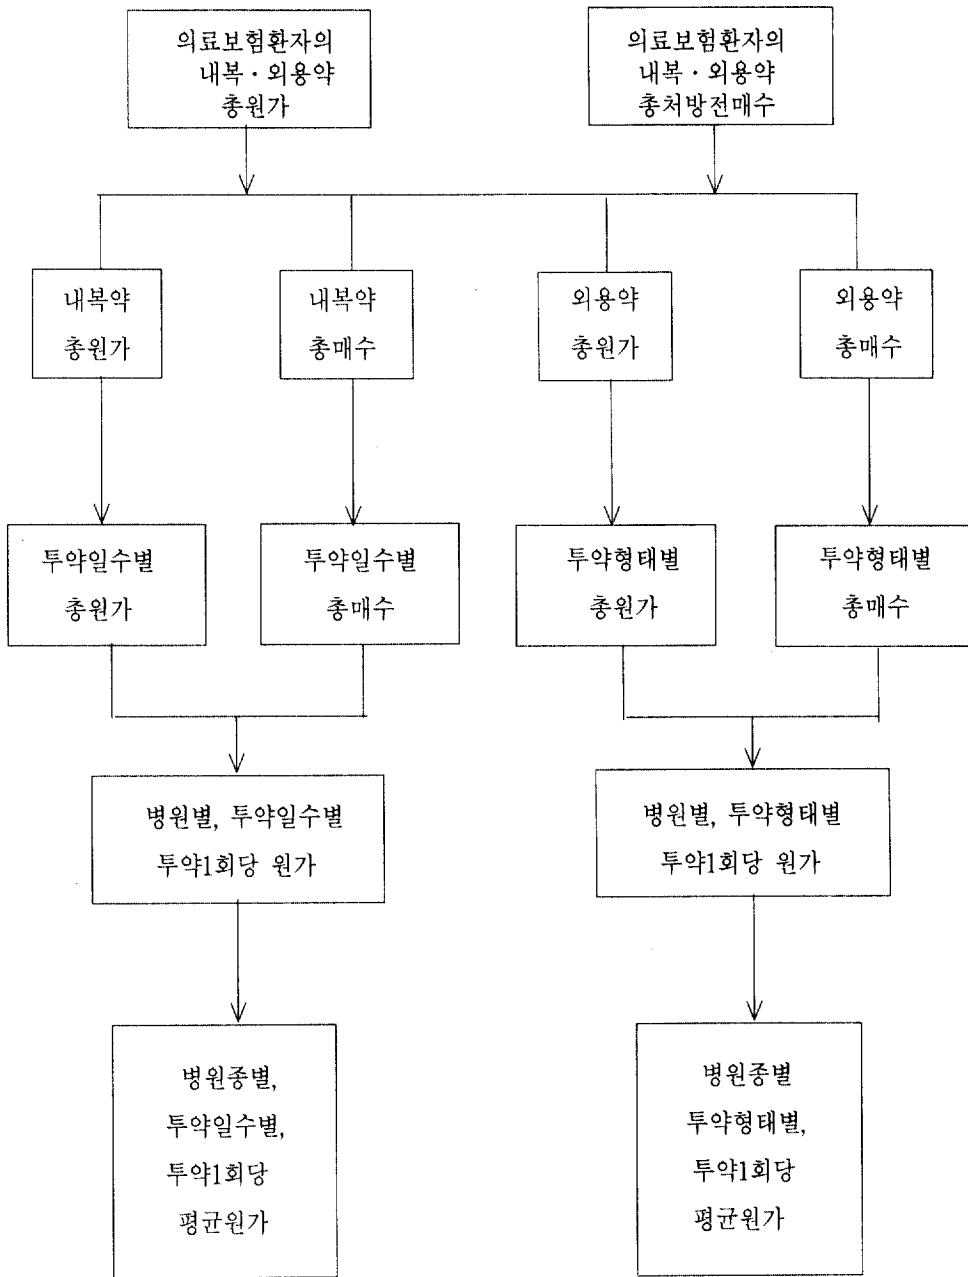 의료보험환자의
내복·외용약
총원가
의료보험환자의
내복·외용약
총처방전매수
내복약
총원가
내복약
총매수
외용약
총원가
외용약
총매수
투약일수별
총원가
투약일수별
총매수
투약형태별
총원가
투약형태별
총매수
병원별, 투약일수별
투약1회당 원가
병원별, 투약형태별
투약1회당 원가
병원종별,
투약일수별,
투약1회당
평균원가
병원종별
투약형태별,
투약1회당
평균원가